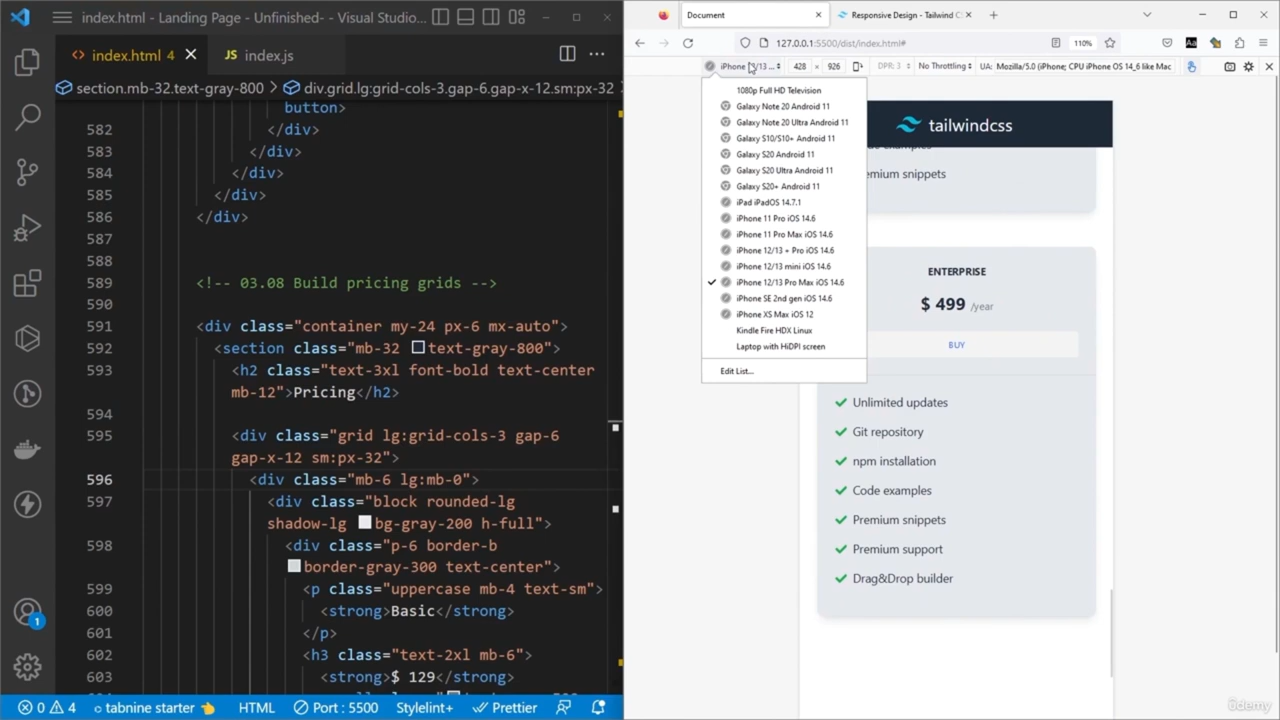 index.html - Landing Page - Unfinished- - Visual Studio...
index.html 4
JS index.js
section.mb-32.text-gray-800
div.grid.lg:grid-cols-3.gap-6.gap-x-12.sm:px-32
button>
582 </div>
583 </div>
584 </div>
585 </div>
586 </div>
587
588
589 <!-- 03.08 Build pricing grids -->
590
591 <div class="container my-24 px-6 mx-auto">
592 <section class="mb-32 text-gray-800">
593 <h2 class="text-3xl font-bold text-center
mb-12">Pricing</h2>
594
595 <div class="grid lg:grid-cols-3 gap-6
gap-x-12 sm:px-32">
596 <div class="mb-6 lg:mb-0">
597 <div class="block rounded-lg
shadow-lg bg-gray-200 h-full">
598 <div class="p-6 border-b
border-gray-300 text-center">
599 <p class="uppercase mb-4 text-sm">
600 <strong>Basic</strong>
601 </p>
602 <h3 class="text-2xl mb-6">
603 <strong>$ 129</strong>
1
0 4
tabnine starter
HTML
Port : 5500
Stylelint+
Prettier
Document
Responsive Design - Tailwind C
127.0.0.1:5500/dist/index.html#
110%
iPhone 12/13 ...
428 × 926
DPR: 3
No Throttling
UA: Mozilla/5.0 (iPhone; CPU iPhone OS 14_6 like Mac
1080p Full HD Television
Galaxy Note 20 Android 11
Galaxy Note 20 Ultra Android 11
Galaxy S10/S10+ Android 11
Galaxy S20 Android 11
Galaxy S20 Ultra Android 11
Galaxy S20+ Android 11
iPad iPadOS 14.7.1
iPhone 11 Pro iOS 14.6
iPhone 11 Pro Max iOS 14.6
iPhone 12/13 + Pro iOS 14.6
iPhone 12/13 mini iOS 14.6
iPhone 12/13 Pro Max iOS 14.6
iPhone SE 2nd gen iOS 14.6
iPhone XS Max iOS 12
Kindle Fire HDX Linux
Laptop with HiDPI screen
Edit List...
tailwindcss
snippets
ENTERPRISE
$ 499 /year
BUY
Unlimited updates
Git repository
npm installation
Code examples
Premium snippets
Premium support
Drag&Drop builder
ûdemy